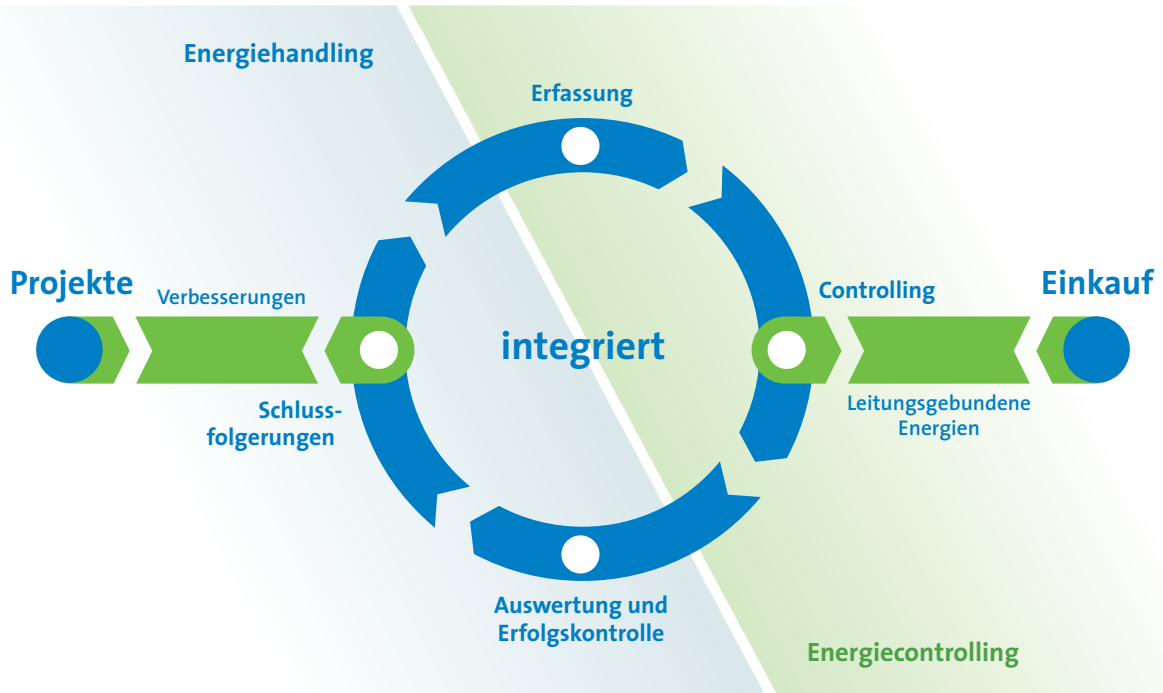 Energiehandling
Erfassung
Projekte
Verbesserungen
Controlling
Einkauf
integriert
Schluss-
folgerungen
Leitungsgebundene
Energien
Auswertung und
Erfolgskontrolle
Energiecontrolling